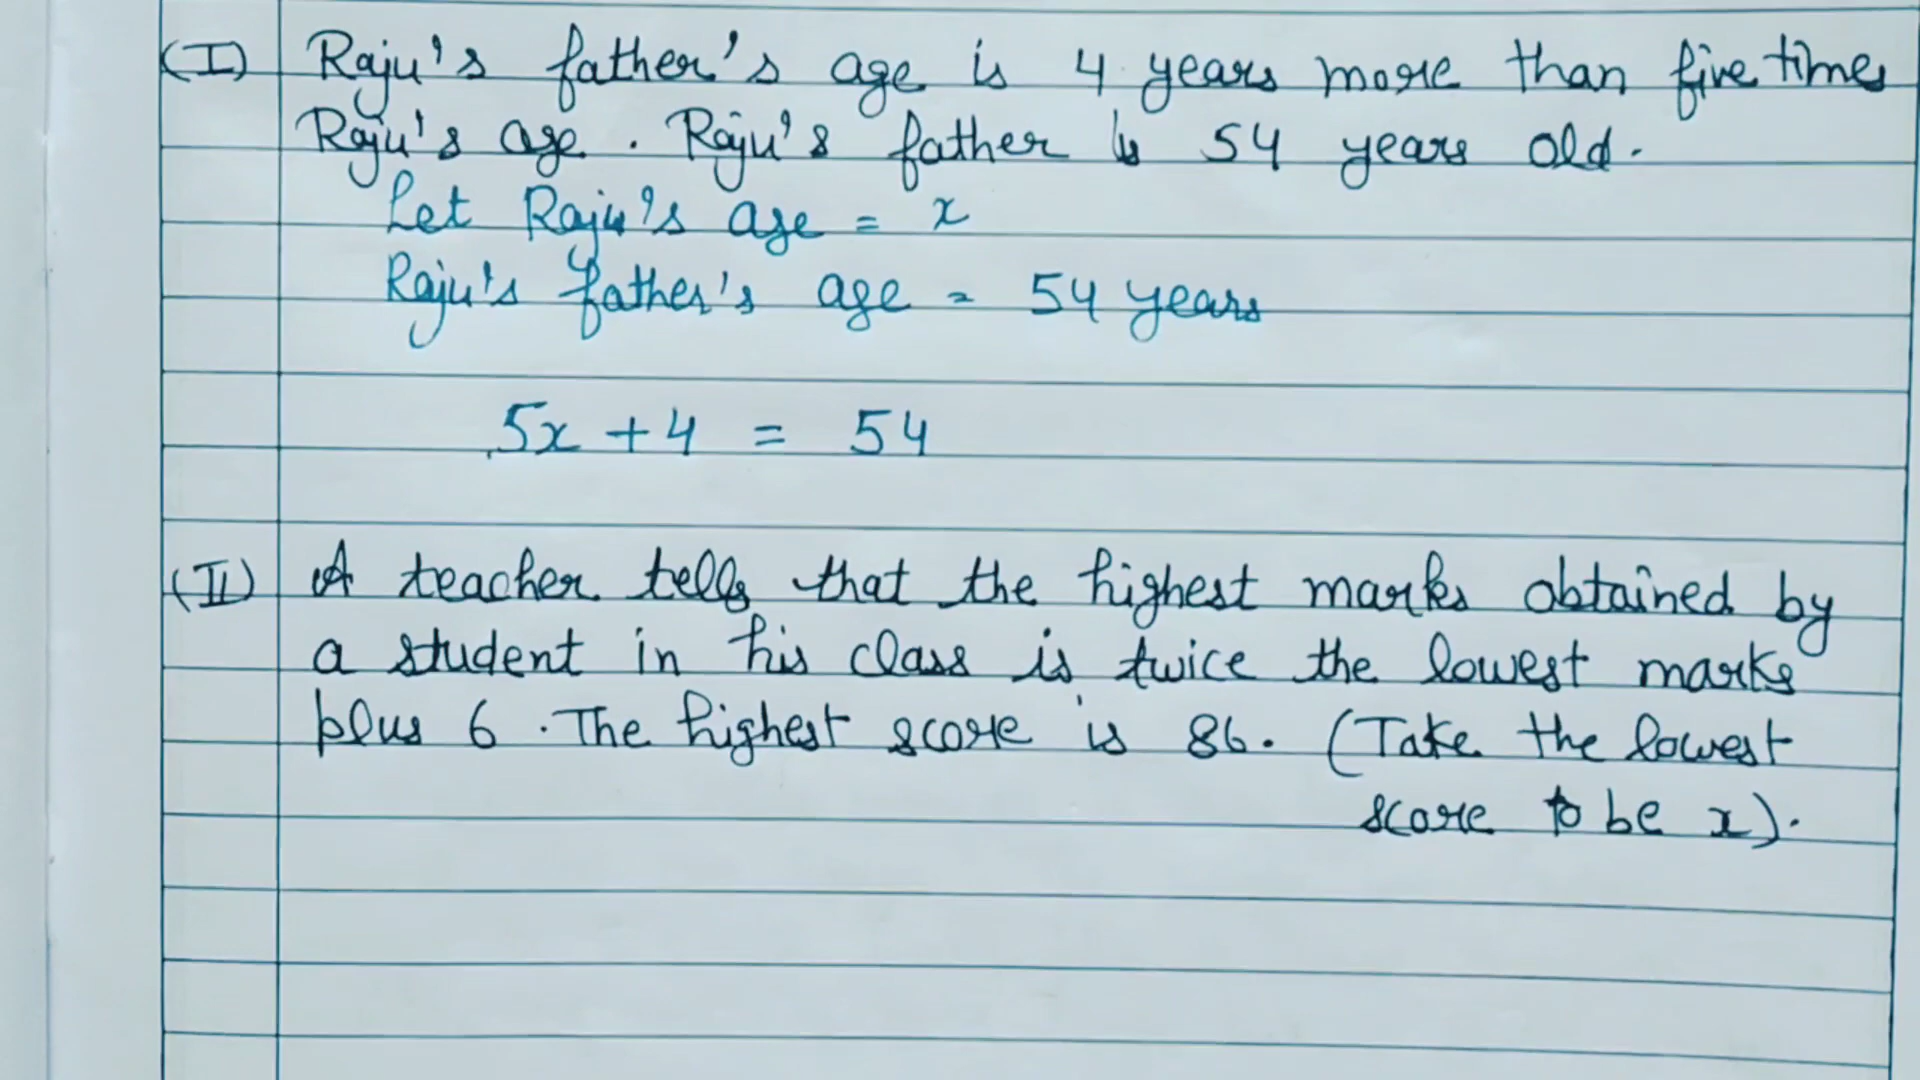 (I) Raju's father's age is 4 years more than five times
Raju's age. Raju's father is 54 years old.
Let Raju's age = x
Raju's father's age = 54 years
5x + 4 = 54
(II) A teacher tells that the highest marks obtained by
a student in his class is twice the lowest marks
plus 6. The highest score is 86. (Take the lowest
score to be x).